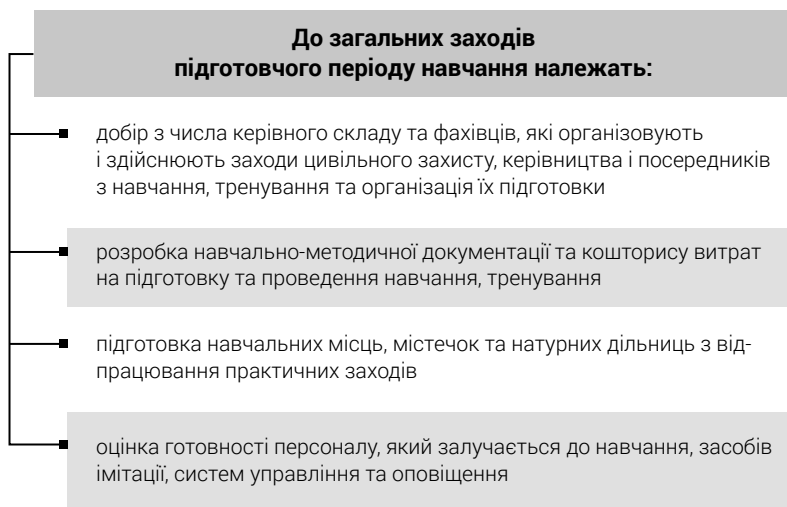 До загальних заходів
підготовчого періоду навчання належать:
добір з числа керівного складу та фахівців, які організовують
і здійснюють заходи цивільного захисту, керівництва і посередників
з навчання, тренування та організація їх підготовки
розробка навчально-методичної документації та кошторису витрат
на підготовку та проведення навчання, тренування
підготовка навчальних місць, містечок та натурних дільниць з від-
працювання практичних заходів
оцінка готовності персоналу, який залучається до навчання, засобів
імітації, систем управління та оповіщення